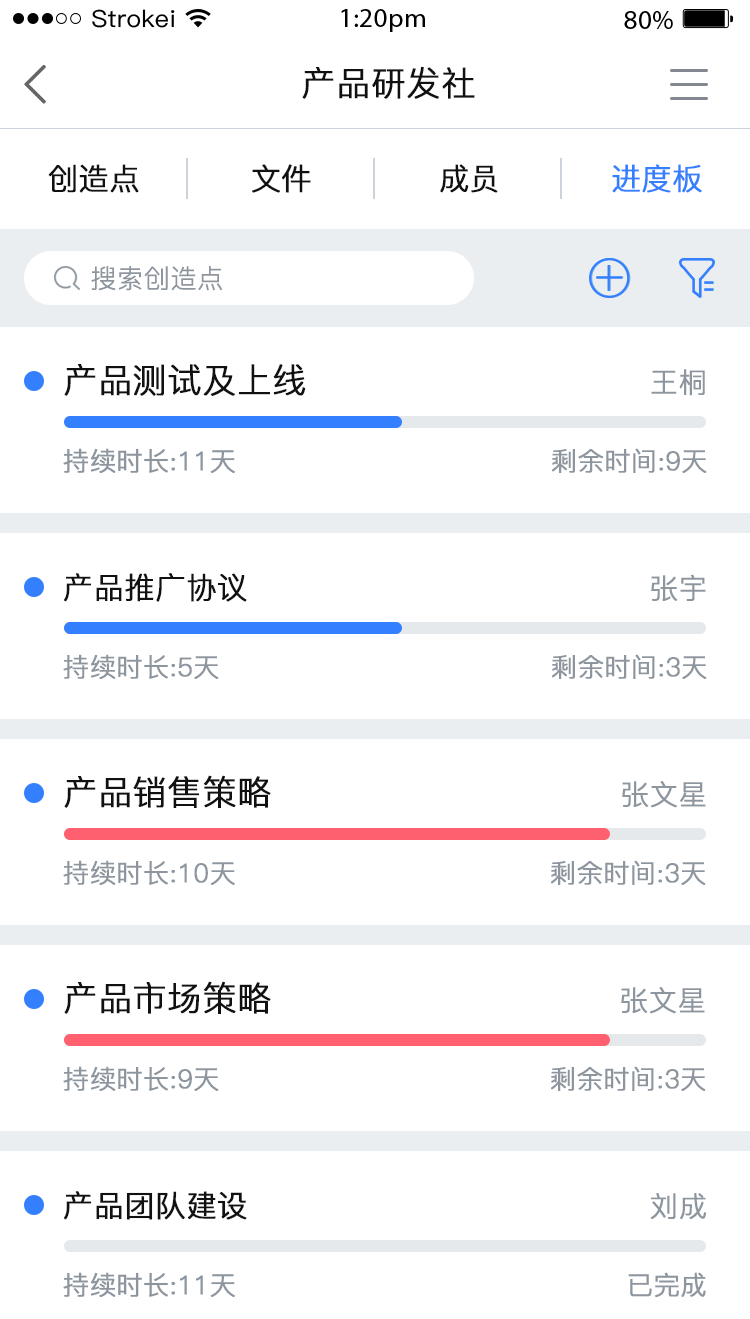 Strokei 1:20pm 80%
产品研发社
创造点 文件 成员 进度板
搜索创造点
产品测试及上线 王桐
持续时长:11天 剩余时间:9天
产品推广协议 张宇
持续时长:5天 剩余时间:3天
产品销售策略 张文星
持续时长:10天 剩余时间:3天
产品市场策略 张文星
持续时长:9天 剩余时间:3天
产品团队建设 刘成
持续时长:11天 已完成